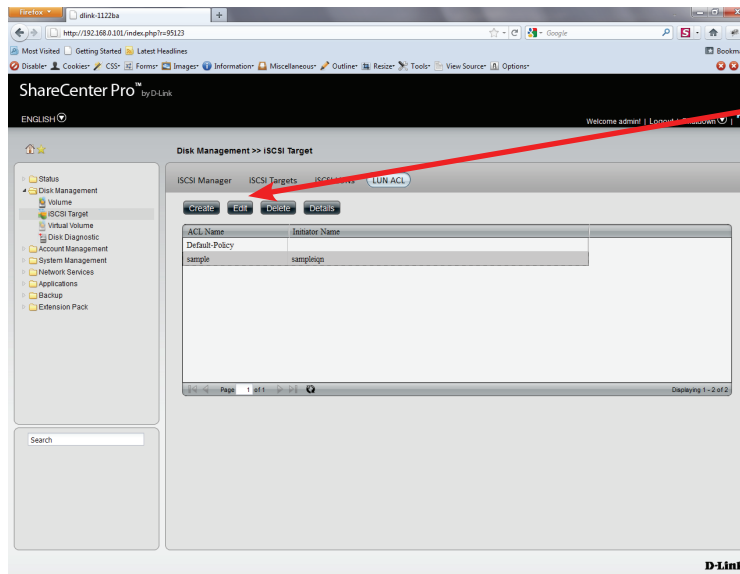 Firefox
dlink-1122ba
http://192.168.0.101/index.php?r=95123
Google
Most Visited Getting Started Latest Headlines
Bookma
Disable Cookies CSS Forms Images Information Miscellaneous Outline Resize Tools View Source Options
ShareCenter Pro™ by D-Link
ENGLISH
Welcome admin! | Logout
Disk Management >> iSCSI Target
Status
Disk Management
Volume
iSCSI Target
Virtual Volume
Disk Diagnostic
Account Management
System Management
Network Services
Applications
Backup
Extension Pack
Search
iSCSI Manager iSCSI Targets LUN ACL
Create Edit Delete Details
ACL Name Initiator Name
Default-Policy
sample sampleiqn
Page 1 of 1
Displaying 1 - 2 of 2
D-Link